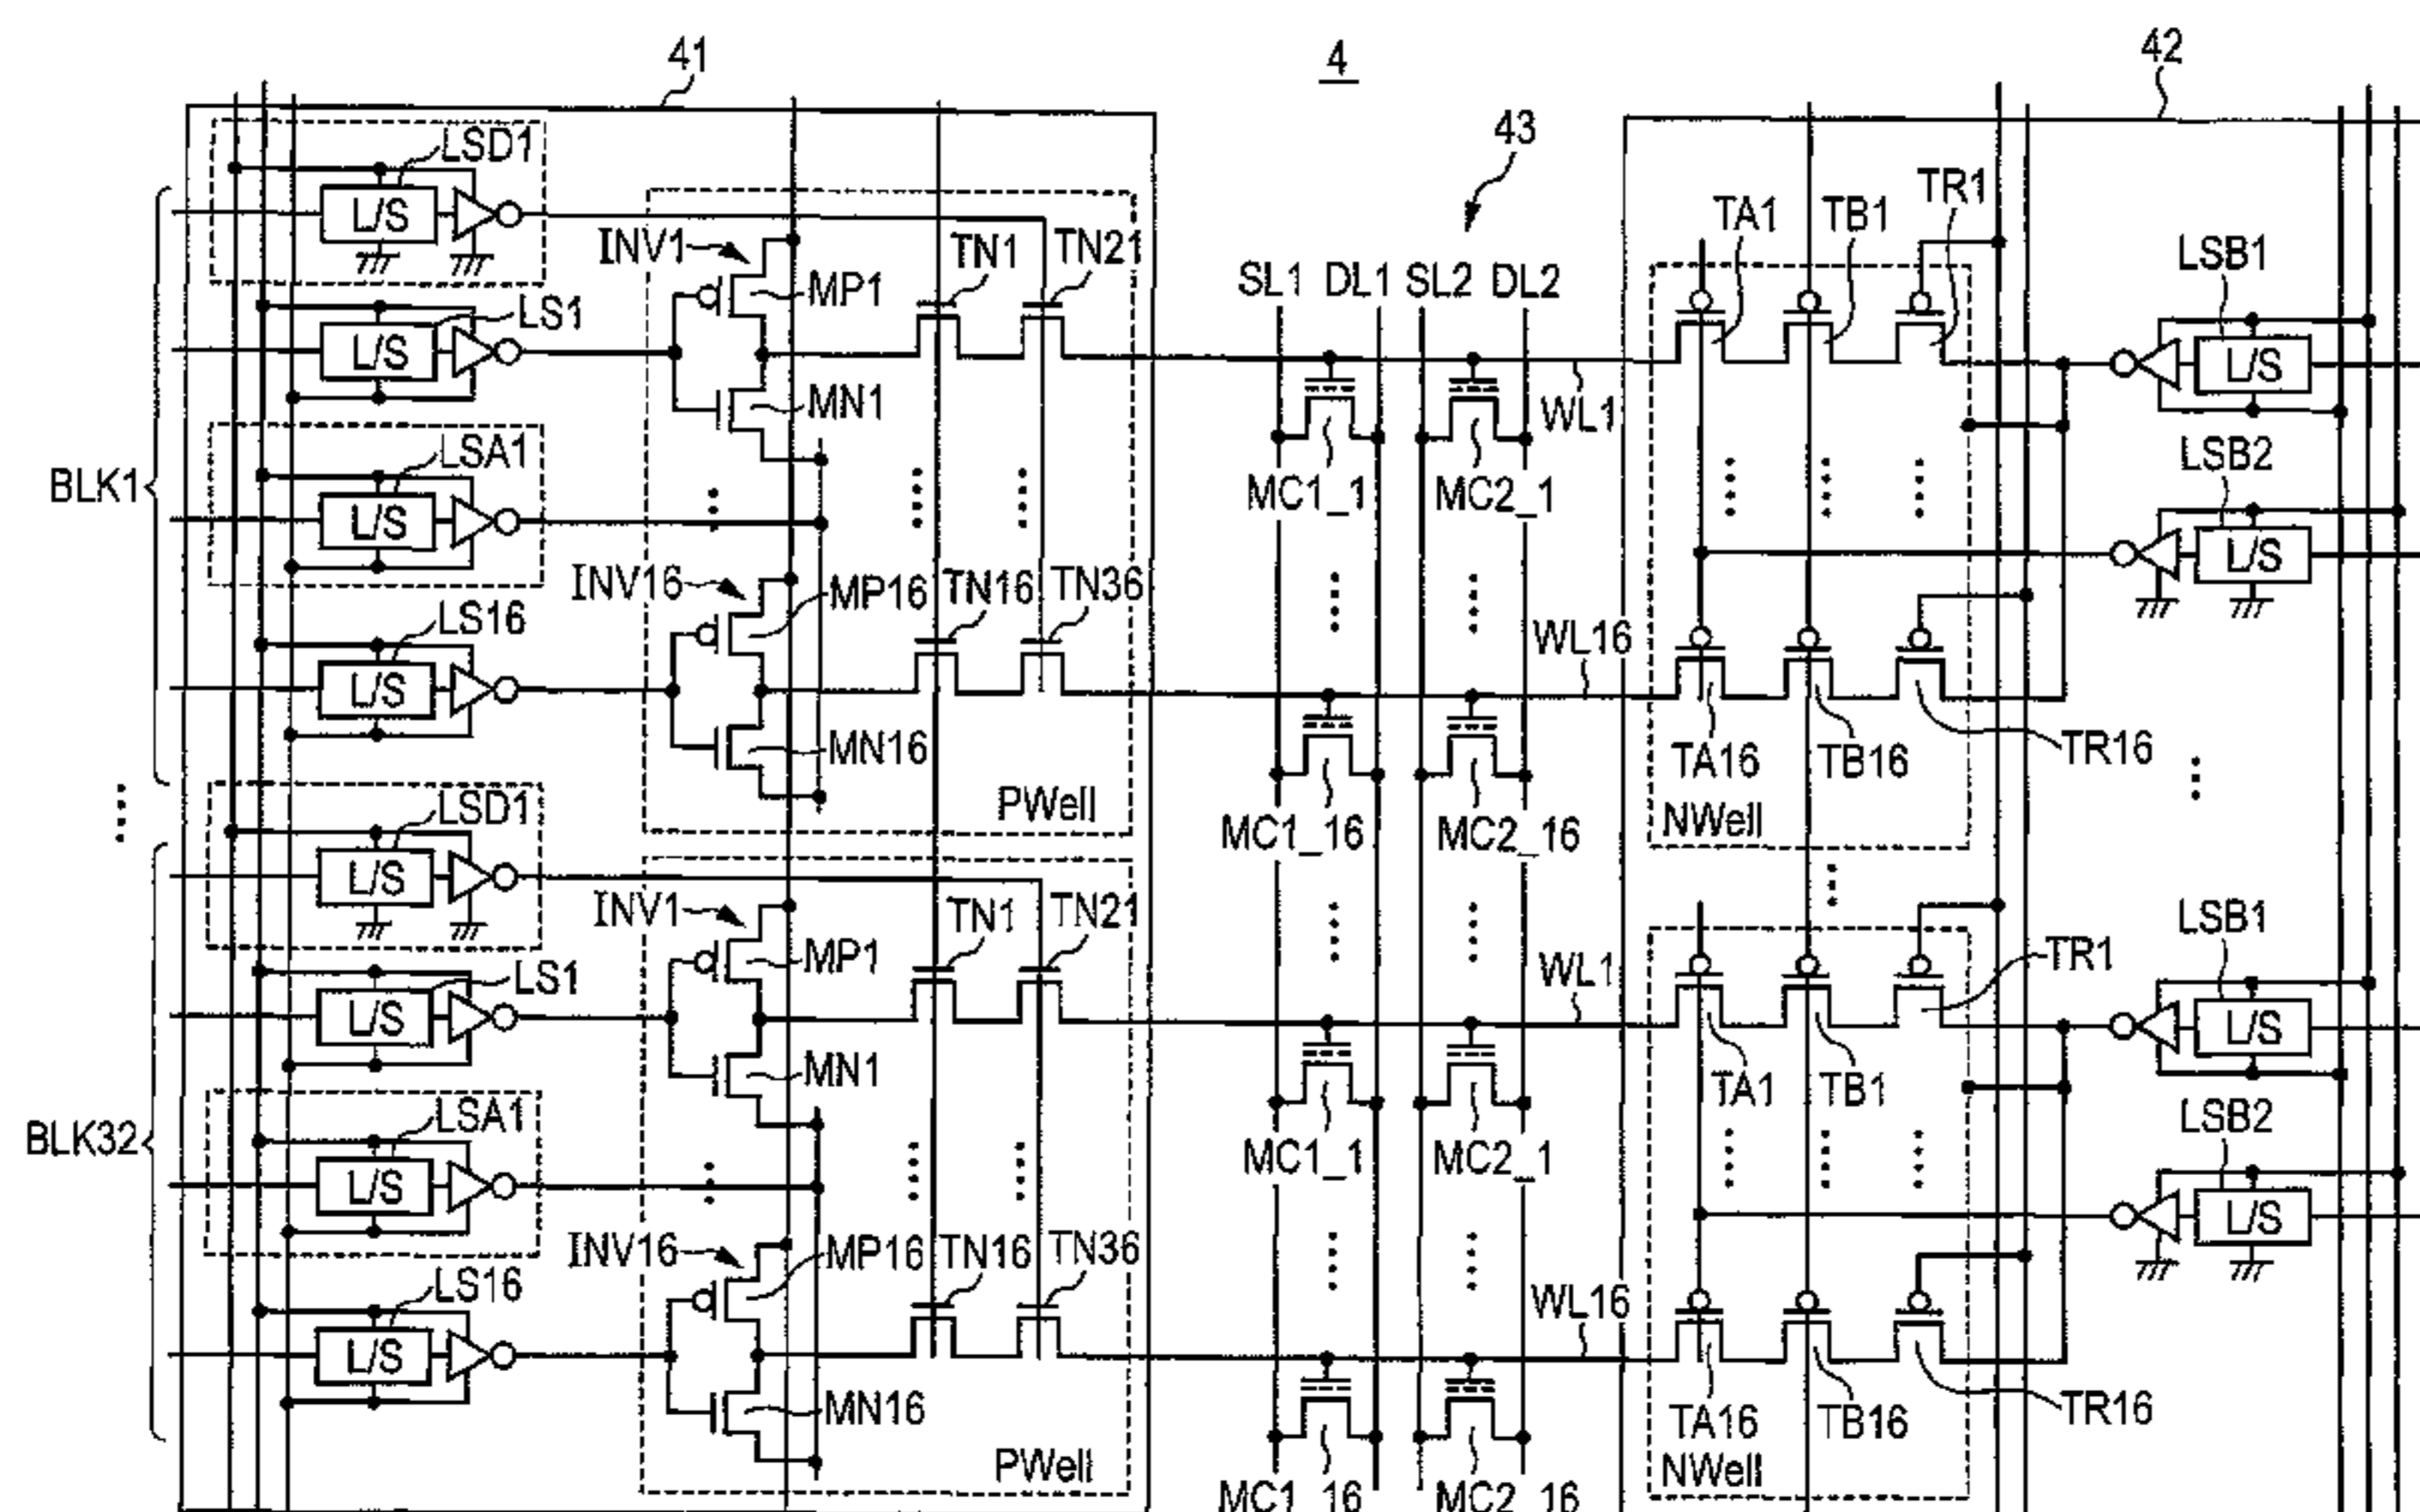 41
4
42
43
LSD1
L/S
INV1
MP1
TN1
TN21
LS1
L/S
MN1
LSA1
L/S
BLK1
INV16
MP16
TN16
TN36
LS16
L/S
MN16
PWell
SL1
DL1
SL2
DL2
WL1
MC1_1
MC2_1
WL16
MC1_16
MC2_16
TA1
TB1
TR1
LSB1
L/S
LSB2
L/S
TA16
TB16
TR16
NWell
LSD1
L/S
INV1
MP1
TN1
TN21
LS1
L/S
MN1
LSA1
L/S
BLK32
INV16
MP16
TN16
TN36
LS16
L/S
MN16
PWell
WL1
MC1_1
MC2_1
WL16
MC1_16
MC2_16
TR1
LSB1
L/S
TA1
TB1
LSB2
L/S
TA16
TB16
TR16
NWell